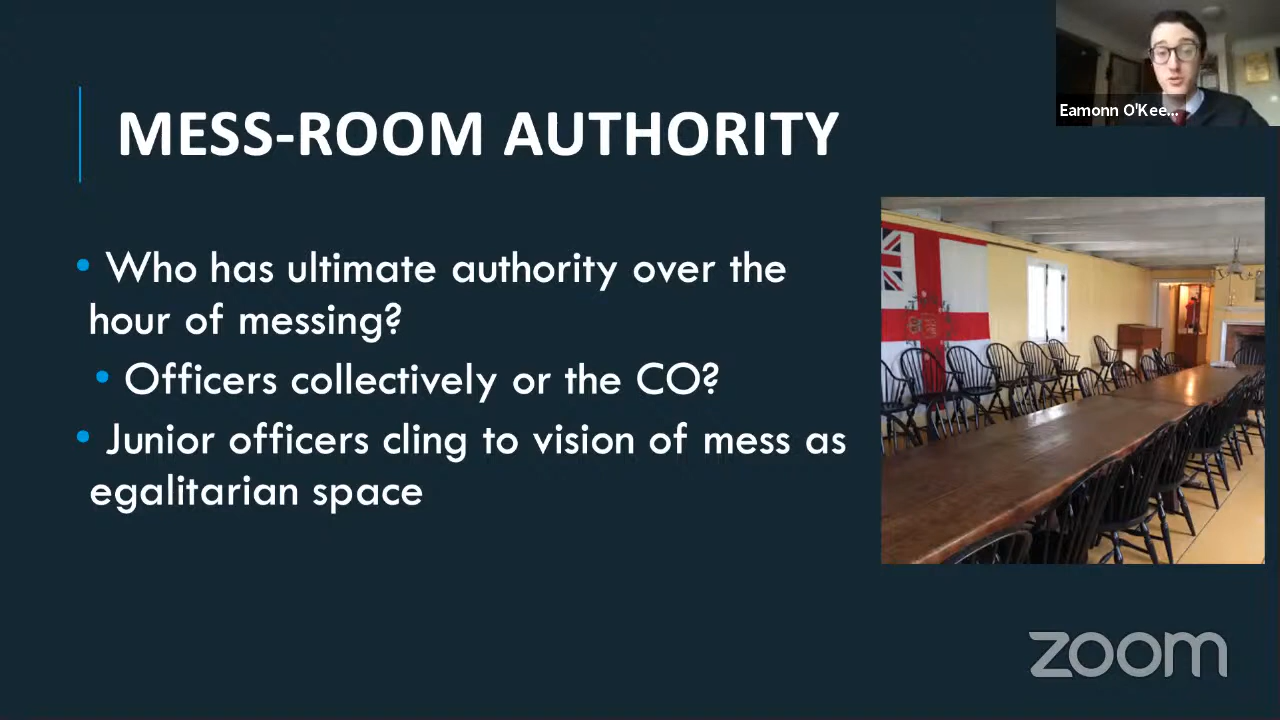 Eamonn O'Kee...
MESS-ROOM AUTHORITY
• Who has ultimate authority over the
hour of messing?
• Officers collectively or the CO?
• Junior officers cling to vision of mess as
egalitarian space
zoom